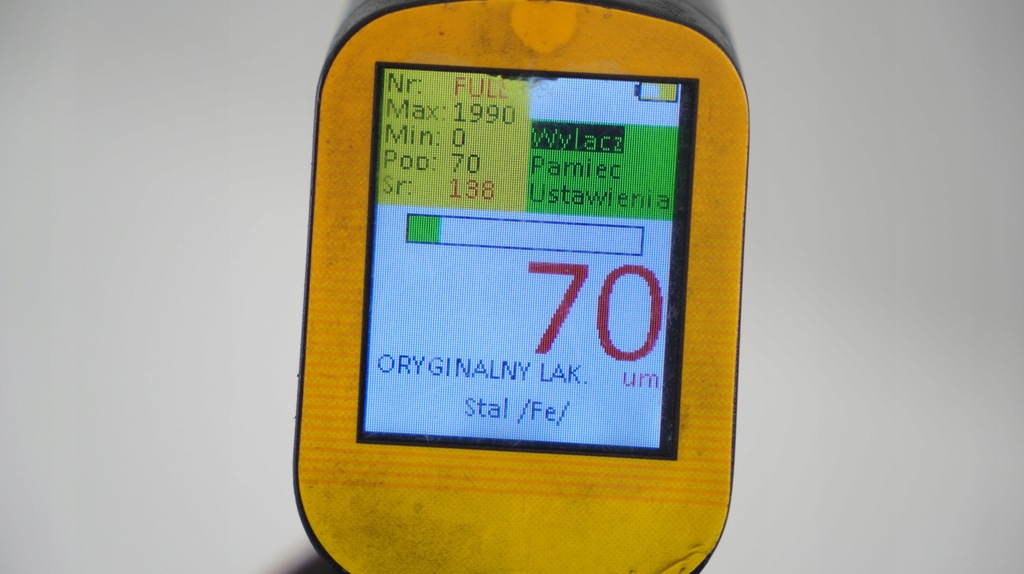 Nr: FULL
Max: 1990
Min: 0
Pop: 70
Sr: 138
Wylacz
Pamiec
Ustawienia
70
um
ORYGINALNY LAK.
Stal /Fe/